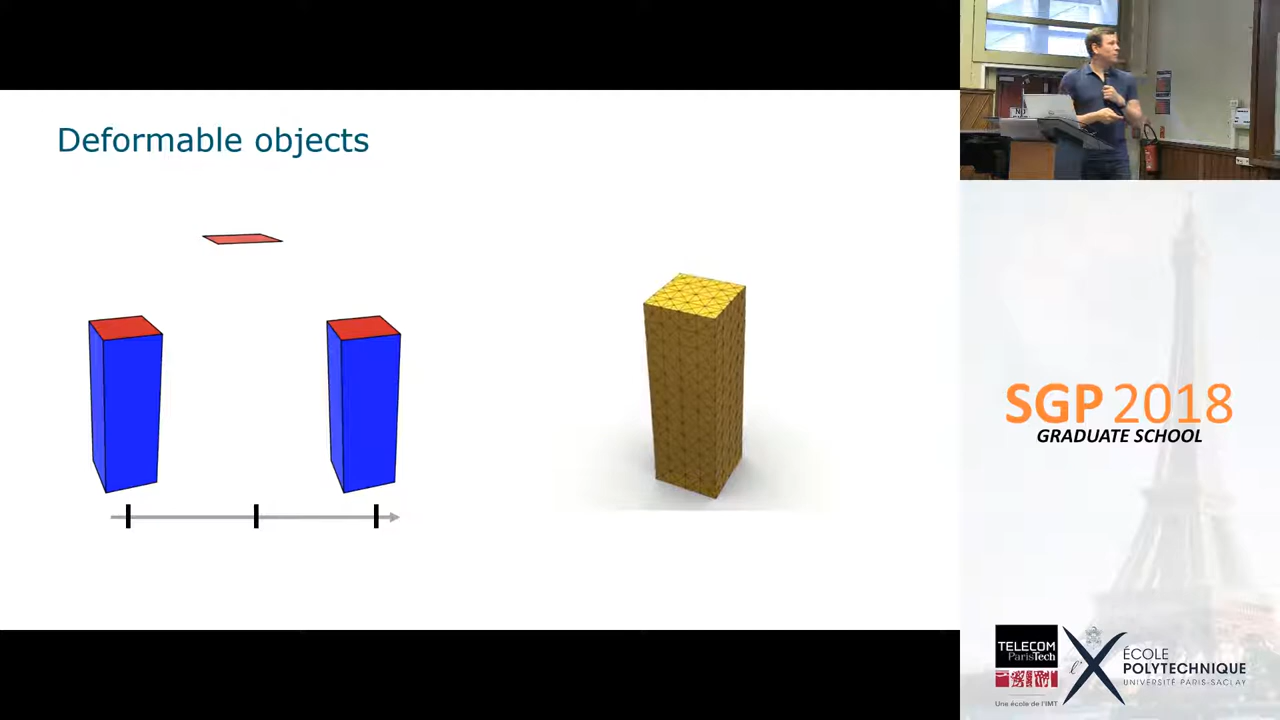 Deformable objects
SGP 2018
GRADUATE SCHOOL
TELECOM
ParisTech
Une école de l'IMT
ÉCOLE
POLYTECHNIQUE
UNIVERSITÉ PARIS-SACLAY